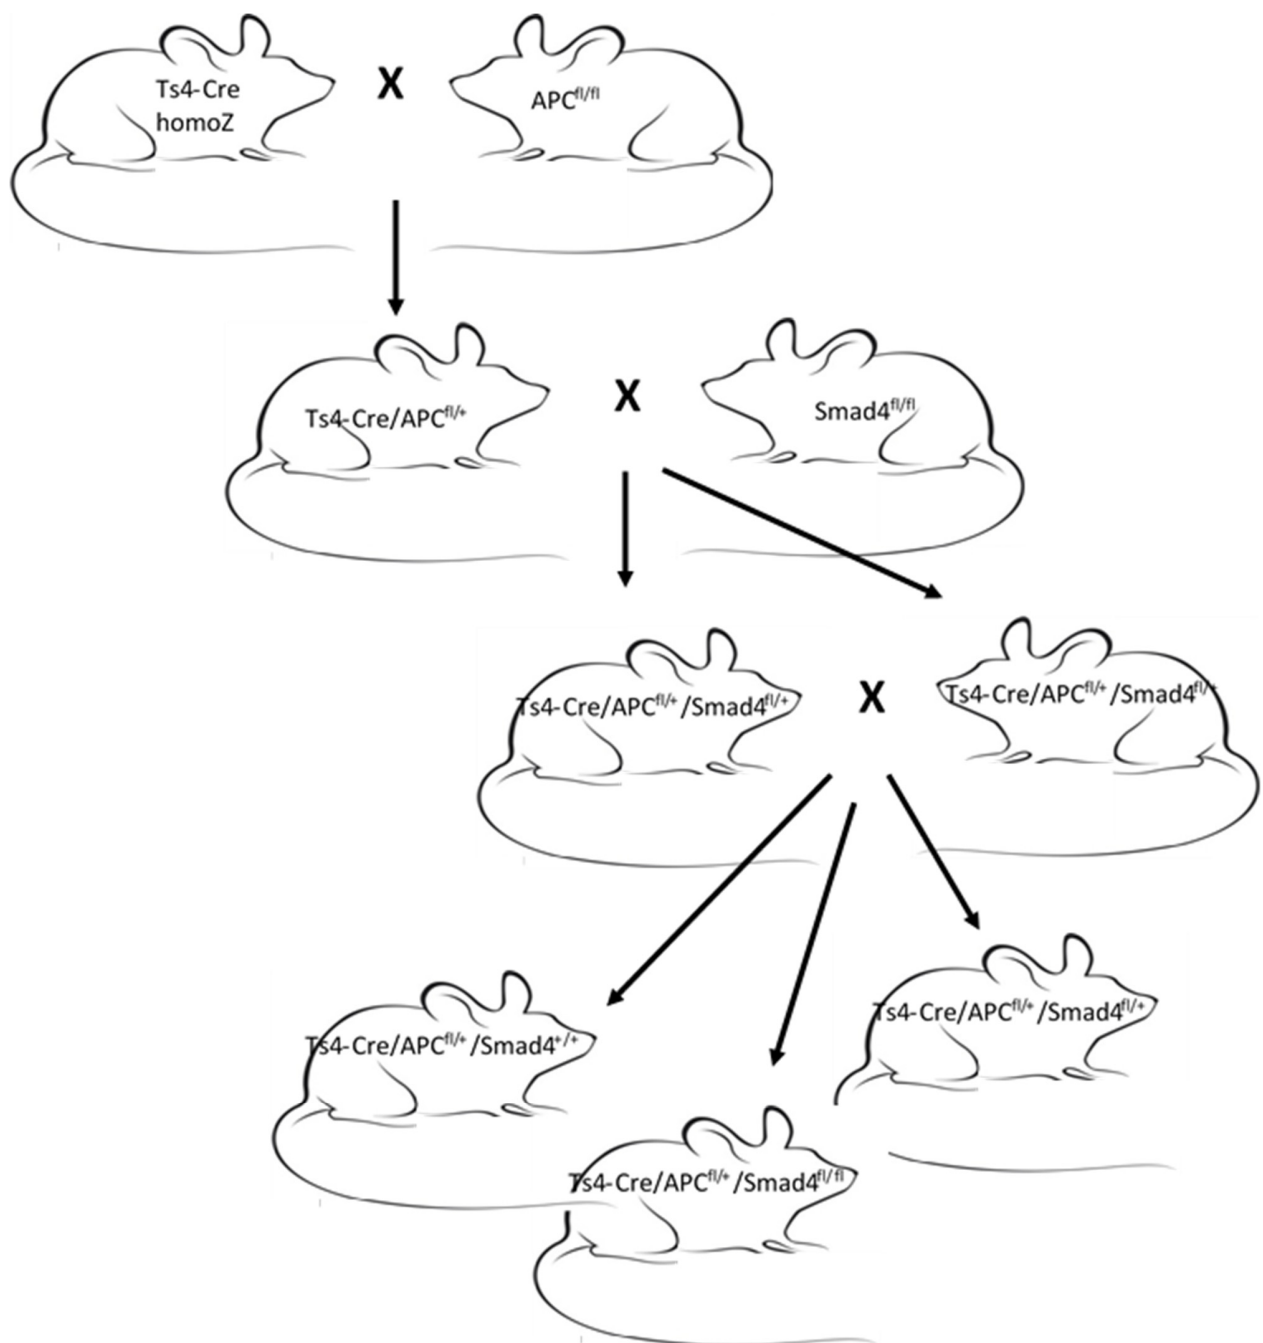 Ts4-Cre
homoZ
X
APCfl/fl
Ts4-Cre/APCfl/+
X
Smad4fl/fl
Ts4-Cre/APCfl/+ /Smad4fl/+
X
Ts4-Cre/APCfl/+ /Smad4fl/+
Ts4-Cre/APCfl/+ /Smad4fl/+
Ts4-Cre/APCfl/+ /Smad4+/+
Ts4-Cre/APCfl/+ /Smad4fl/fl